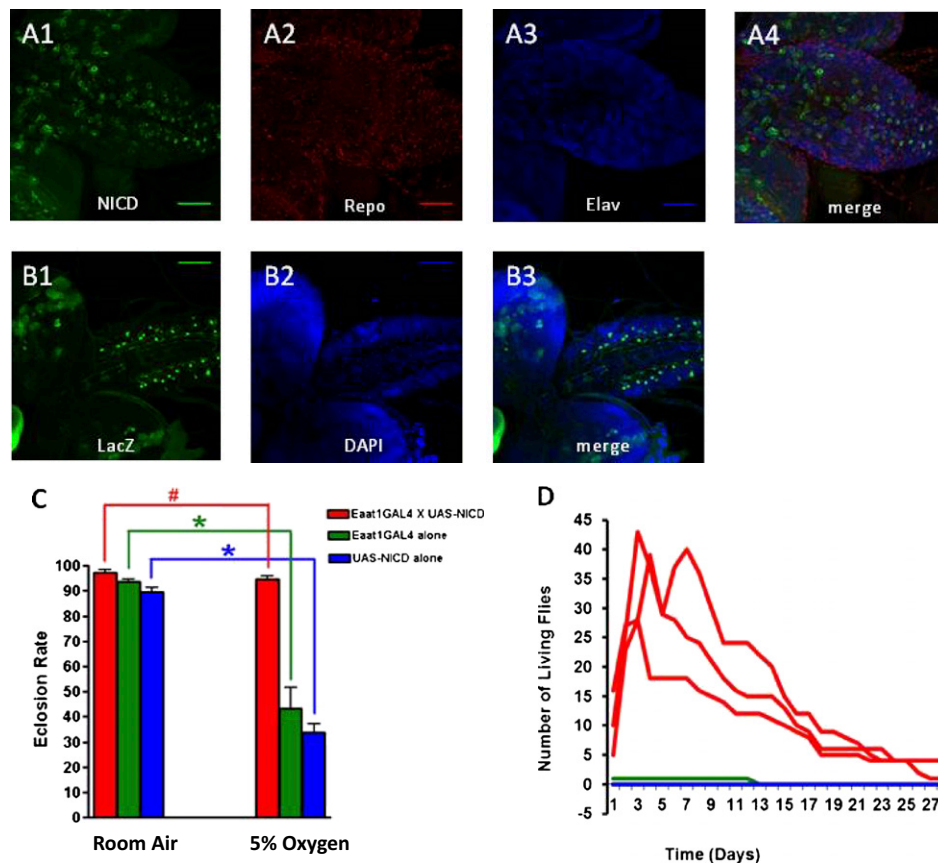 A1
A2
A3
A4
NICD
Repo
Elav
merge
B1
B2
B3
LacZ
DAPI
merge
C
#
*
*
Eaat1GAL4 X UAS-NICD
Eaat1GAL4 alone
UAS-NICD alone
Eclosion Rate
100
90
80
70
60
50
40
30
20
10
0
Room Air
5% Oxygen
D
Number of Living Flies
45
40
35
30
25
20
15
10
5
0
-5
1 3 5 7 9 11 13 15 17 19 21 23 25 27
Time (Days)